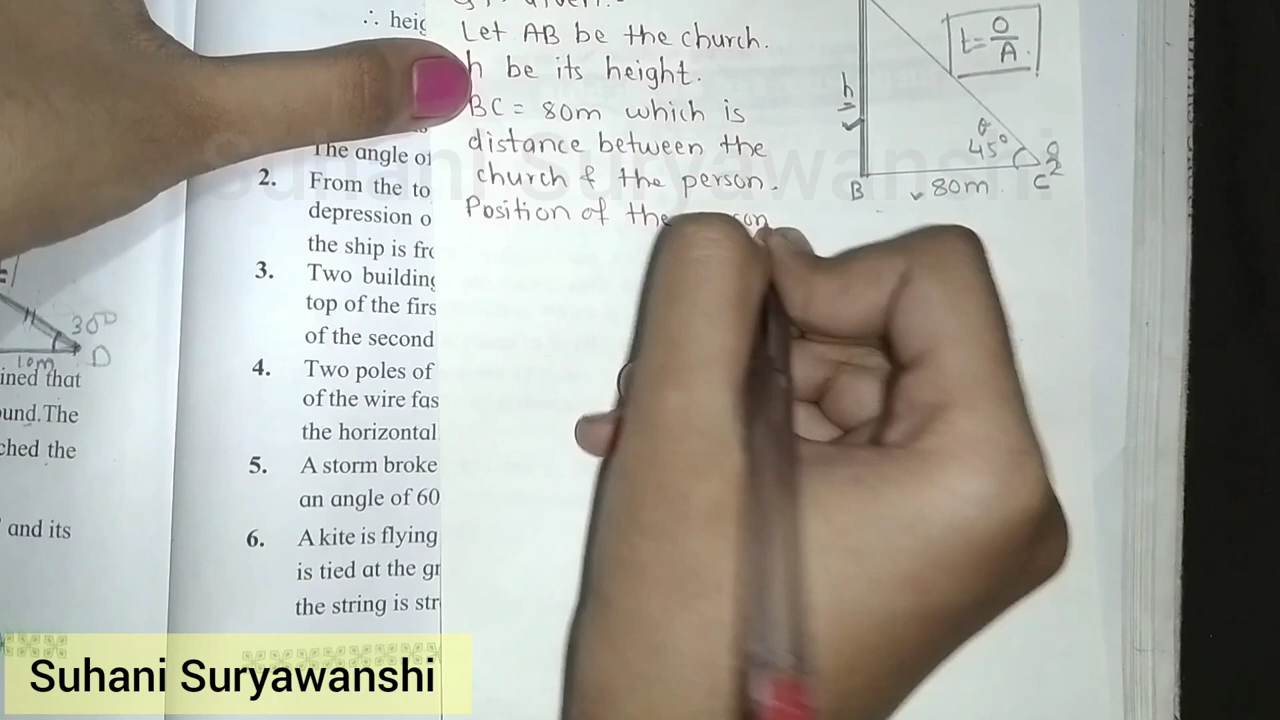 ∴ heig
The angle of
2. From the to
depression o
the ship is fro
3. Two building
top of the firs
of the second
4. Two poles of
of the wire fas
the horizontal
5. A storm broke
an angle of 60
6. A kite is flying
is tied at the gr
the string is str
30°
10m D
ined that
und.The
ched the
and its
Let AB be the church.
h be its height.
BC = 80m which is
distance between the
church & the person.
Position of the
t = O/A
h
θ
45°
B 80m C
Suhani Suryawanshi
Suhani Suryawanshi